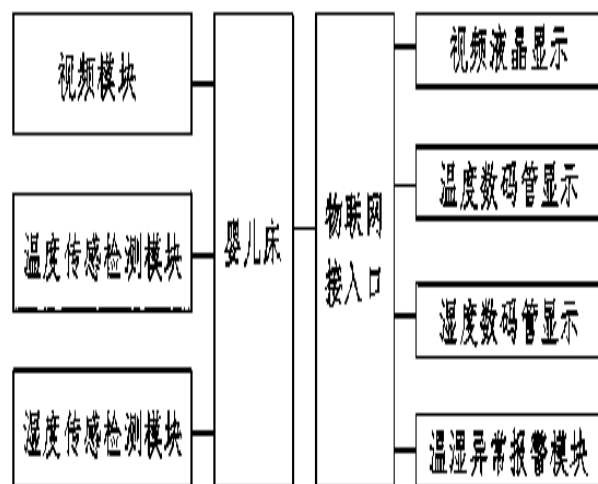 视频模块
温度传感检测模块
湿度传感检测模块
婴儿床
物联网
接入口
视频液晶显示
温度数码管显示
湿度数码管显示
温湿异常报警模块